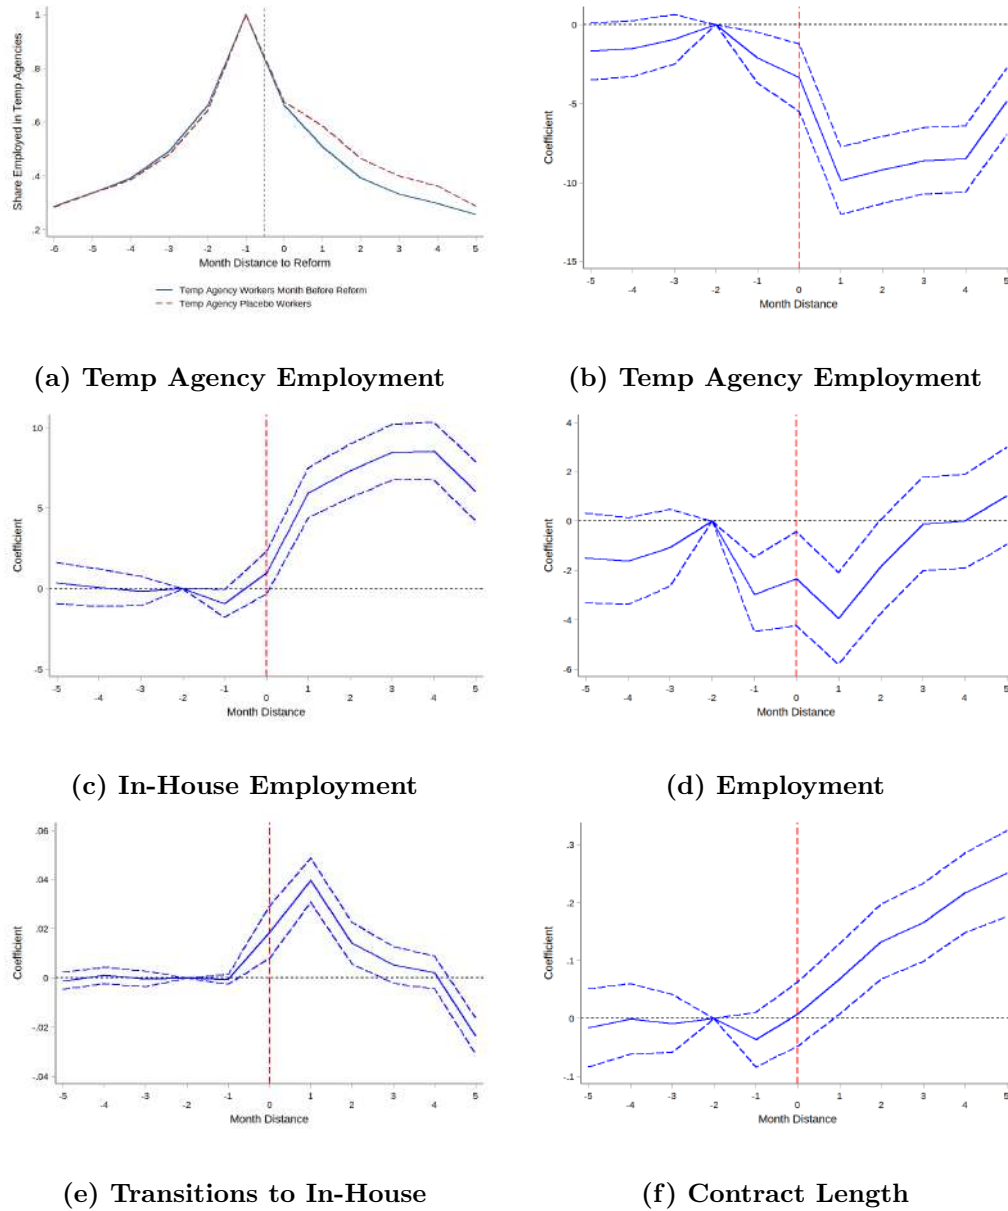 1
.8
.6
.4
.2
Share Employed in Temp Agencies
-6 -5 -4 -3 -2 -1 0 1 2 3 4 5
Month Distance to Reform
Temp Agency Workers Month Before Reform
Temp Agency Placebo Workers
0
-5
-10
-15
Coefficient
-5 -4 -3 -2 -1 0 1 2 3 4 5
Month Distance
(a) Temp Agency Employment
(b) Temp Agency Employment
10
5
0
-5
Coefficient
-5 -4 -3 -2 -1 0 1 2 3 4 5
Month Distance
4
2
0
-2
-4
-6
Coefficient
-5 -4 -3 -2 -1 0 1 2 3 4 5
Month Distance
(c) In-House Employment
(d) Employment
.06
.04
.02
0
-.02
-.04
Coefficient
-5 -4 -3 -2 -1 0 1 2 3 4 5
Month Distance
.3
.2
.1
0
-.1
Coefficient
-5 -4 -3 -2 -1 0 1 2 3 4 5
Month Distance
(e) Transitions to In-House
(f) Contract Length